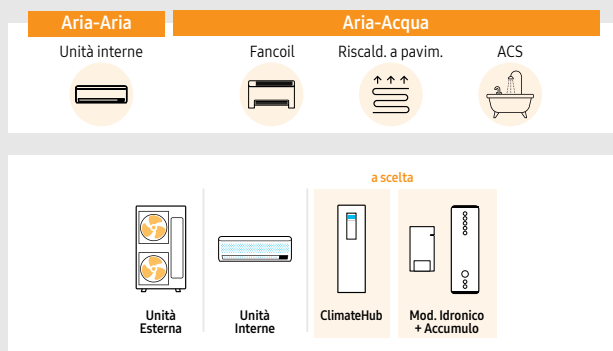 Aria-Aria
Aria-Acqua
Unità interne
Fancoil
Riscald. a pavim.
ACS
a scelta
Unità
Esterna
Unità
Interne
ClimateHub
Mod. Idronico
+ Accumulo